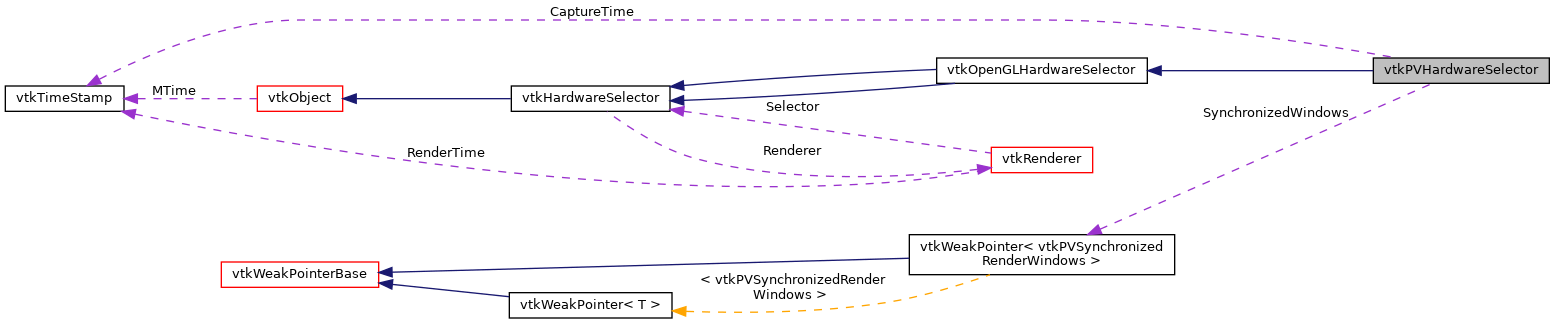 CaptureTime
vtkOpenGLHardwareSelector
vtkPVHardwareSelector
vtkTimeStamp
MTime
vtkObject
vtkHardwareSelector
Selector
SynchronizedWindows
RenderTime
Renderer
vtkRenderer
vtkWeakPointer< vtkPVSynchronized
RenderWindows >
vtkWeakPointerBase
< vtkPVSynchronizedRender
Windows >
vtkWeakPointer< T >